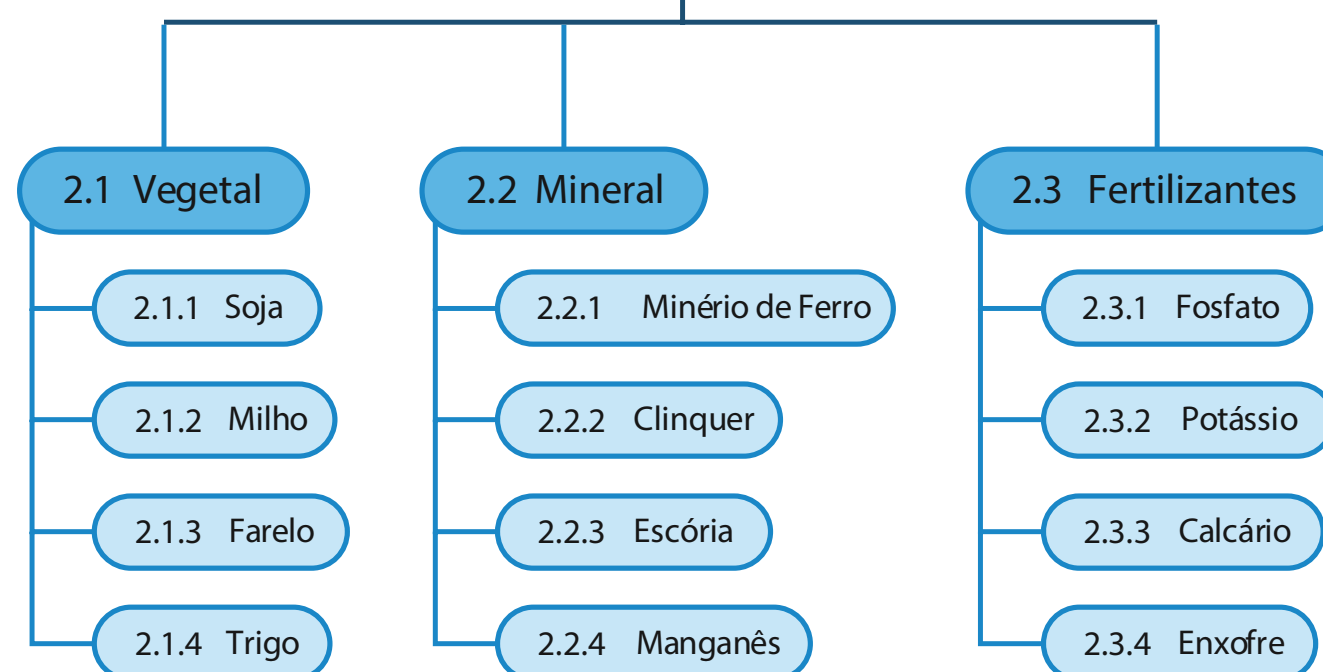 2.1 Vegetal
2.1.1 Soja
2.1.2 Milho
2.1.3 Farelo
2.1.4 Trigo
2.2 Mineral
2.2.1 Minério de Ferro
2.2.2 Clinquer
2.2.3 Escória
2.2.4 Manganês
2.3 Fertilizantes
2.3.1 Fosfato
2.3.2 Potássio
2.3.3 Calcário
2.3.4 Enxofre